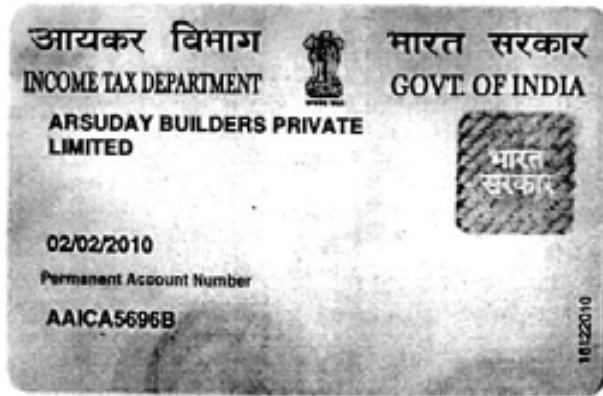 आयकर विभाग
भारत सरकार
INCOME TAX DEPARTMENT
GOVT. OF INDIA
ARSUDAY BUILDERS PRIVATE
LIMITED
भारत
सरकार
02/02/2010
Permanent Account Number
AAICA5696B